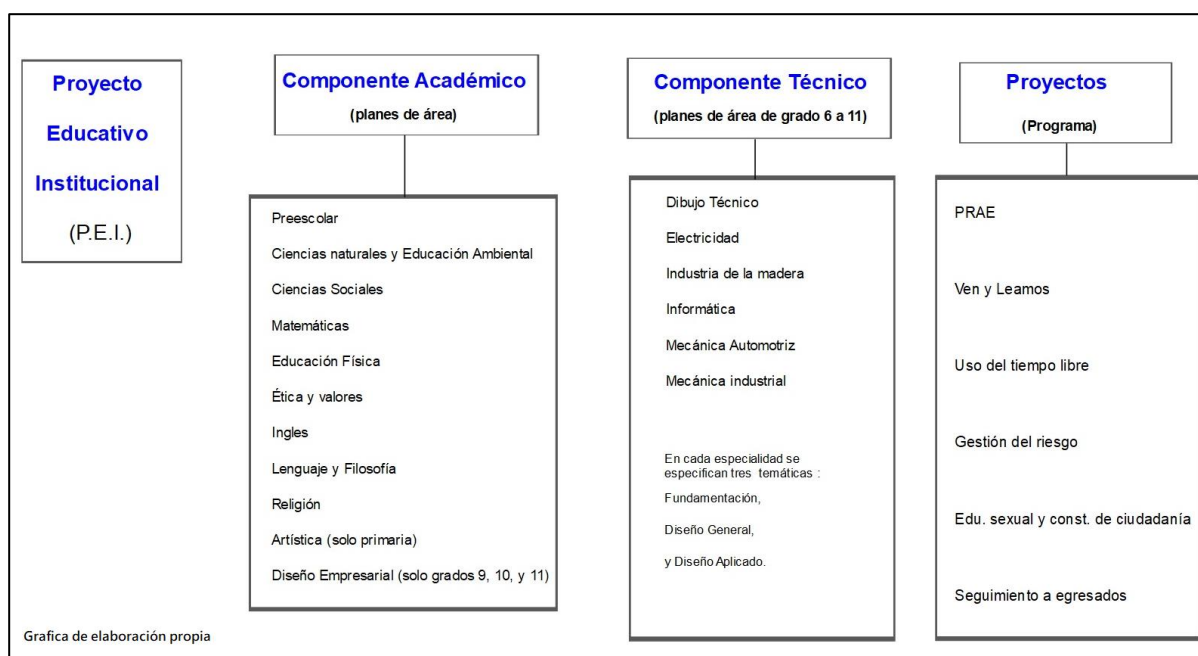 Proyecto
Educativo
Institucional
(P.E.I.)
Componente Académico
(planes de área)
Preescolar
Ciencias naturales y Educación Ambiental
Ciencias Sociales
Matemáticas
Educación Física
Ética y valores
Ingles
Lenguaje y Filosofía
Religión
Artística (solo primaria)
Diseño Empresarial (solo grados 9, 10, y 11)
Componente Técnico
(planes de área de grado 6 a 11)
Dibujo Técnico
Electricidad
Industria de la madera
Informática
Mecánica Automotriz
Mecánica industrial
En cada especialidad se
especifican tres temáticas :
Fundamentación,
Diseño General,
y Diseño Aplicado.
Proyectos
(Programa)
PRAE
Ven y Leamos
Uso del tiempo libre
Gestión del riesgo
Edu. sexual y const. de ciudadanía
Seguimiento a egresados
Grafica de elaboración propia